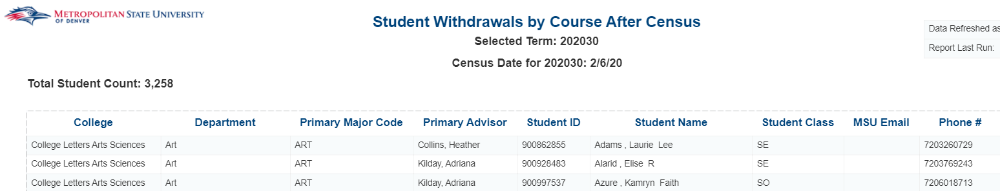 METROPOLITAN STATE UNIVERSITY
OF DENVER
Student Withdrawals by Course After Census
Selected Term: 202030
Census Date for 202030: 2/6/20
Data Refreshed as
Report Last Run:
Total Student Count: 3,258
College Department Primary Major Code Primary Advisor Student ID Student Name Student Class MSU Email Phone #
College Letters Arts Sciences Art ART Collins, Heather 900862855 Adams , Laurie Lee SE 7203260729
College Letters Arts Sciences Art ART Kilday, Adriana 900928483 Alarid , Elise R SE 7203769243
College Letters Arts Sciences Art ART Kilday, Adriana 900997537 Azure , Kamryn Faith SO 7206018713